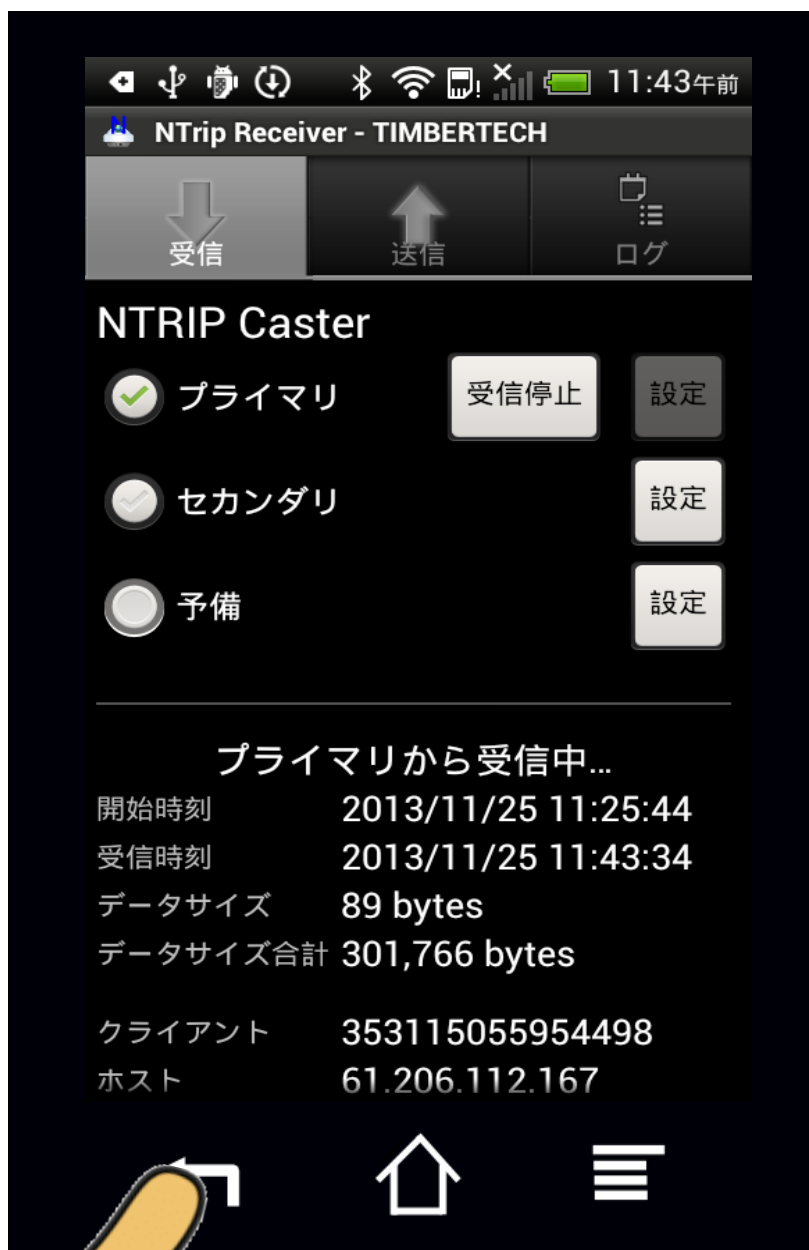 11:43午前
NTrip Receiver - TIMBERTECH
受信 送信 ログ
NTRIP Caster
プライマリ 受信停止 設定
セカンダリ 設定
予備 設定
プライマリから受信中...
開始時刻 2013/11/25 11:25:44
受信時刻 2013/11/25 11:43:34
データサイズ 89 bytes
データサイズ合計 301,766 bytes
クライアント 353115055954498
ホスト 61.206.112.167